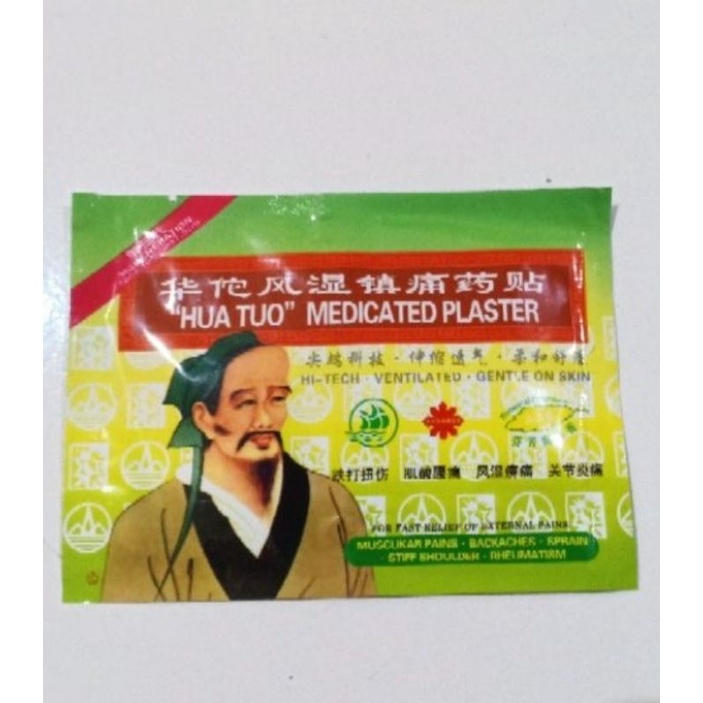 华佗风湿镇痛药贴
"HUA TUO" MEDICATED PLASTER
尖端科技·伸缩透气·柔和舒适
HI-TECH · VENTILATED · GENTLE ON SKIN
跌打扭伤 肌酸腰痛 风湿痹痛 关节炎痛
FOR FAST RELIEF OF EXTERNAL PAINS
MUSCULAR PAINS · BACKACHES · SPRAIN
· STIFF SHOULDER · RHEUMATISM